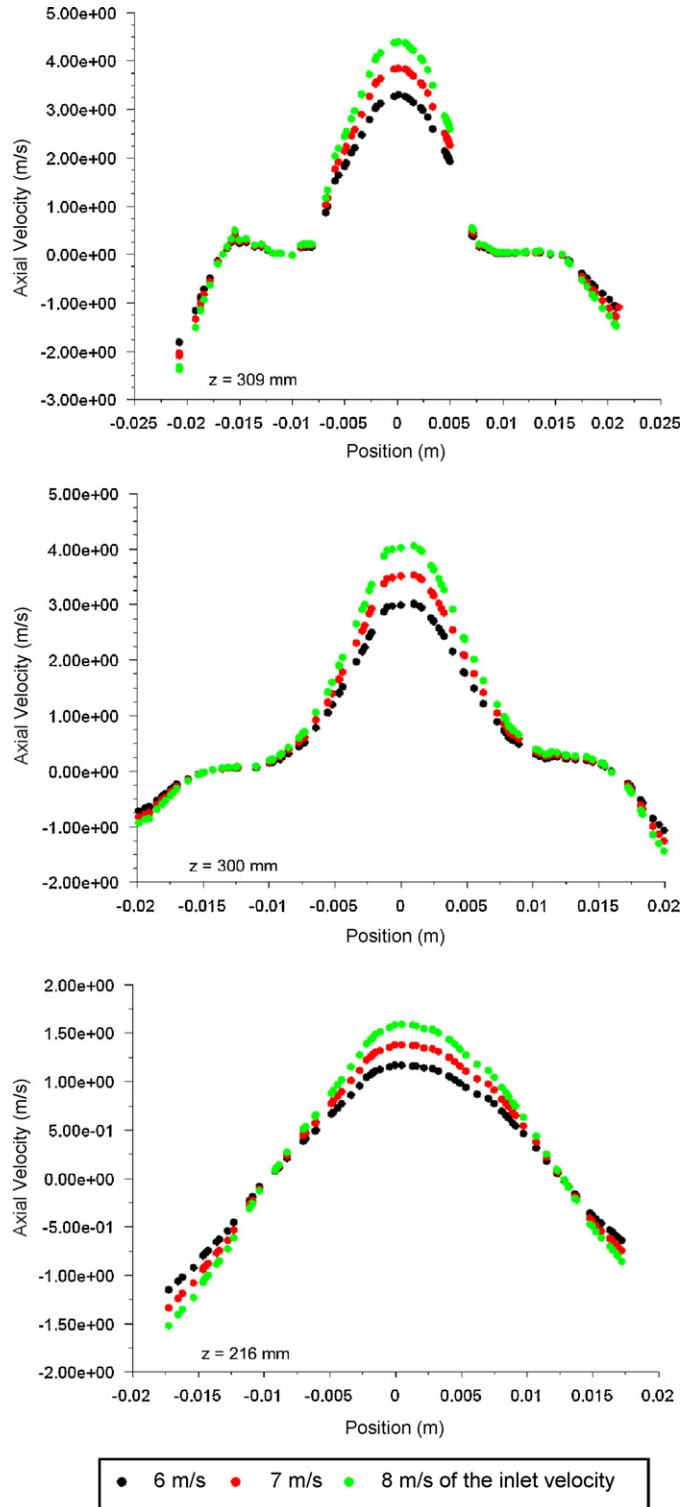 5.00e+00
4.00e+00
3.00e+00
2.00e+00
1.00e+00
0.00e+00
-1.00e+00
-2.00e+00
-3.00e+00
Axial Velocity (m/s)
z = 309 mm
-0.025 -0.02 -0.015 -0.01 -0.005 0 0.005 0.01 0.015 0.02 0.025
Position (m)
5.00e+00
4.00e+00
3.00e+00
2.00e+00
1.00e+00
0.00e+00
-1.00e+00
-2.00e+00
Axial Velocity (m/s)
z = 300 mm
-0.02 -0.015 -0.01 -0.005 0 0.005 0.01 0.015 0.02
Position (m)
2.00e+00
1.50e+00
1.00e+00
5.00e-01
0.00e+00
-5.00e-01
-1.00e+00
-1.50e+00
-2.00e+00
Axial Velocity (m/s)
z = 216 mm
-0.02 -0.015 -0.01 -0.005 0 0.005 0.01 0.015 0.02
Position (m)
6 m/s 7 m/s 8 m/s of the inlet velocity